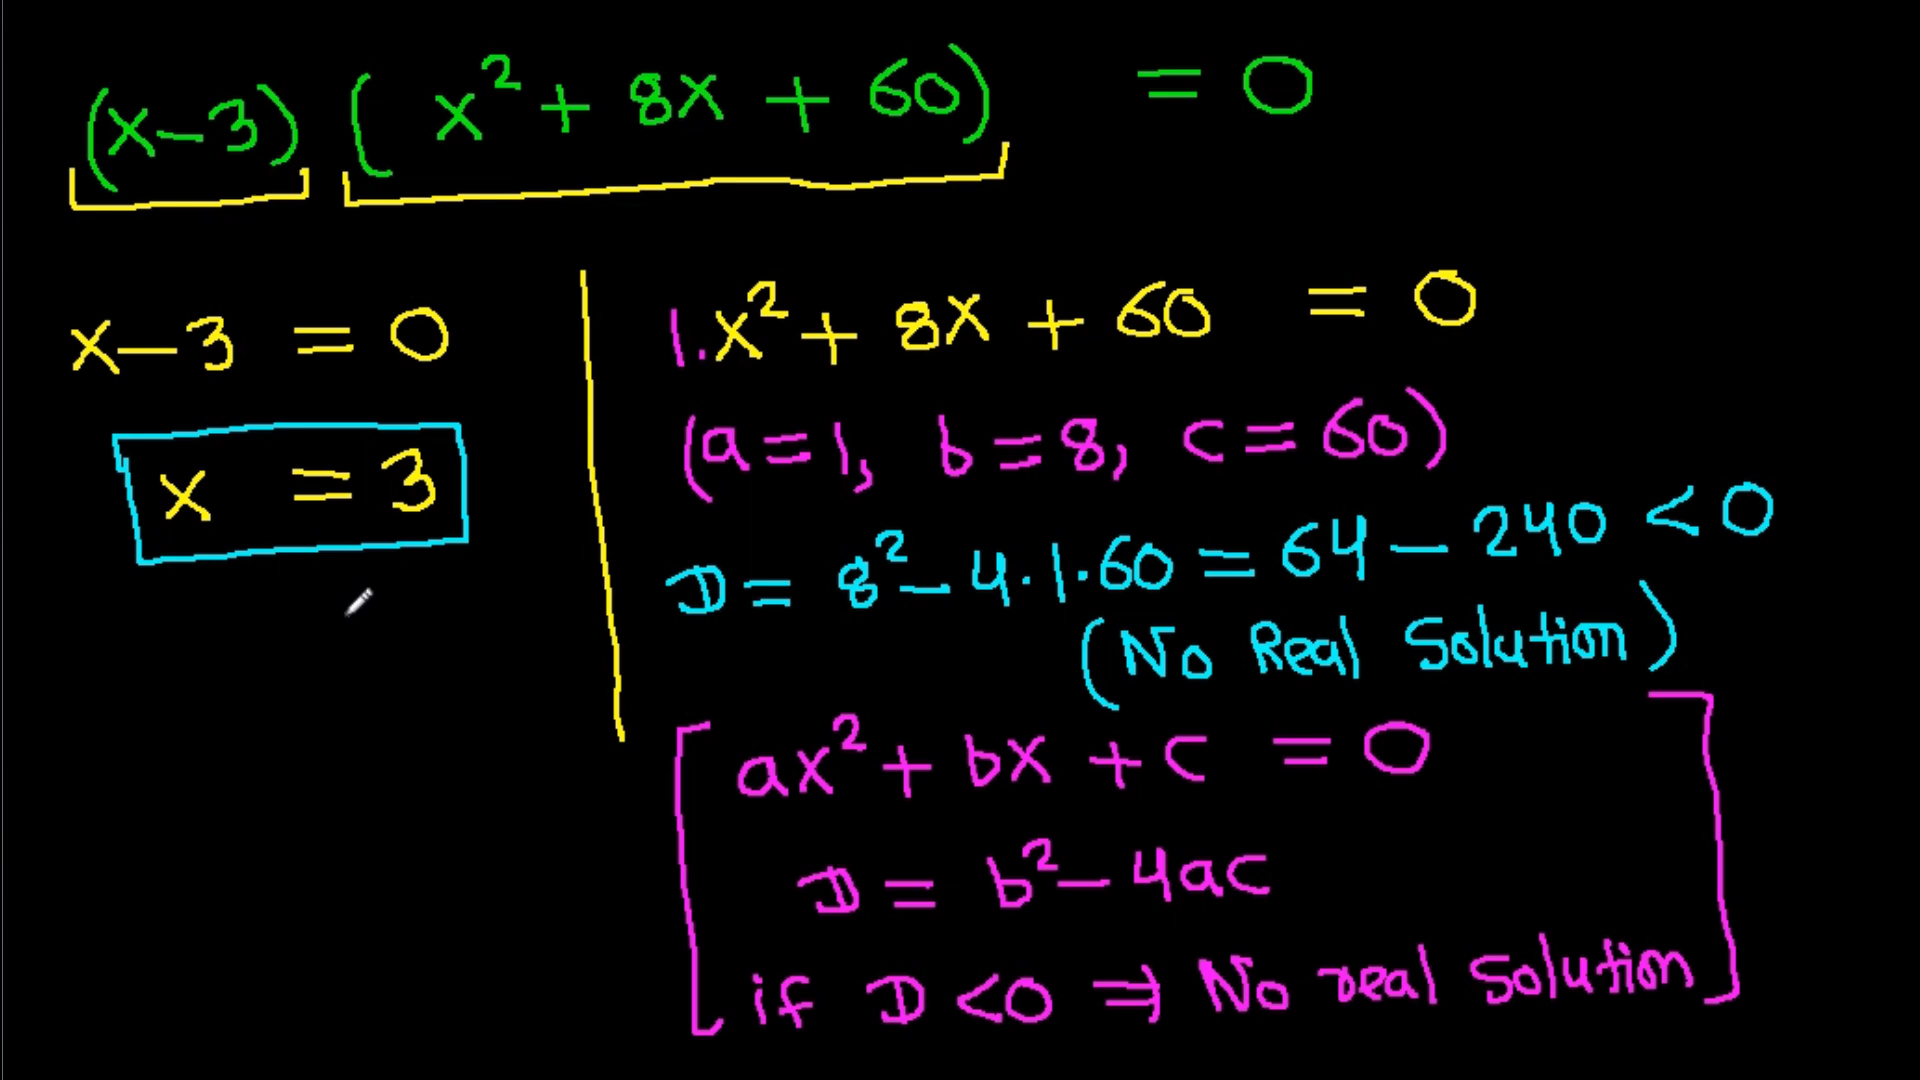 (x-3) (x² + 8x + 60) = 0
x-3 = 0
x = 3
1.x² + 8x + 60 = 0
(a=1, b=8, c=60)
D = 8²-4·1·60 = 64-240 <0
(No Real Solution)
ax² + bx + c = 0
D = b²-4ac
if D <0 ⇒ No real solution